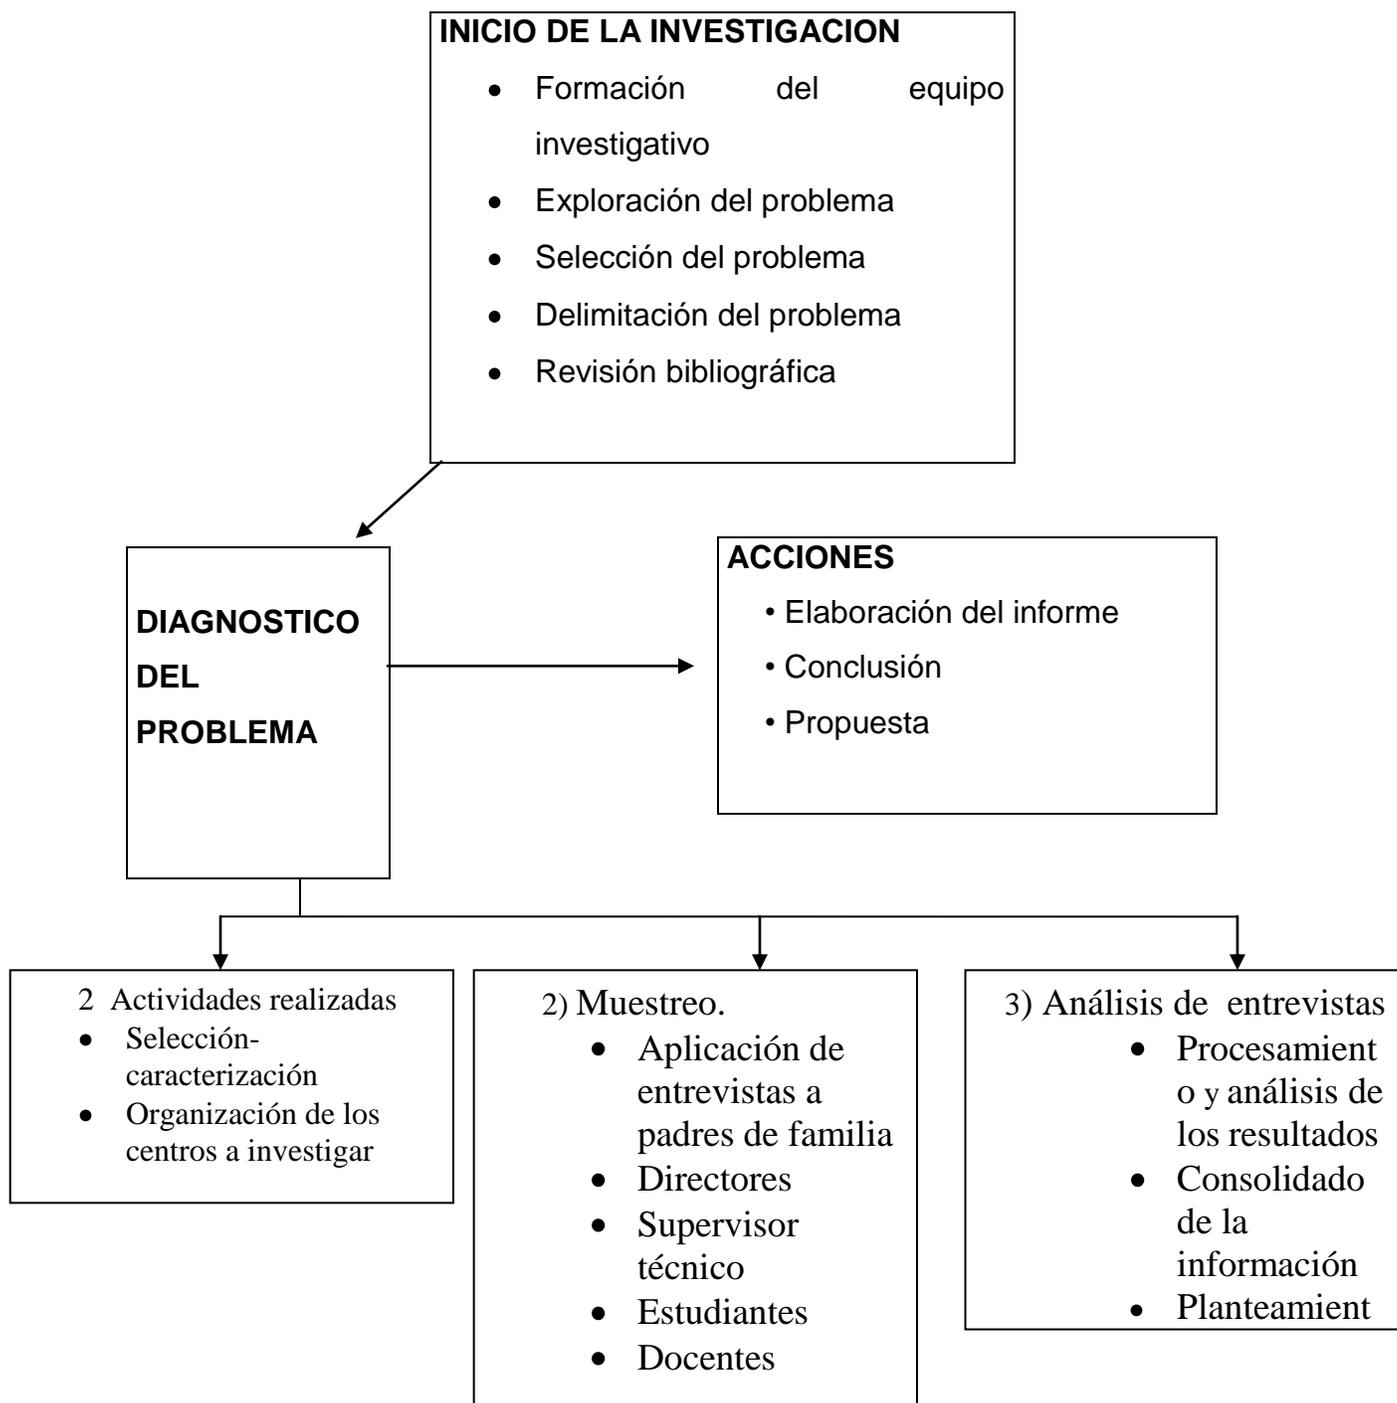 INICIO DE LA INVESTIGACION
• Formación del equipo
investigativo
• Exploración del problema
• Selección del problema
• Delimitación del problema
• Revisión bibliográfica
DIAGNOSTICO
DEL
PROBLEMA
ACCIONES
• Elaboración del informe
• Conclusión
• Propuesta
2 Actividades realizadas
• Selección-
caracterización
• Organización de los
centros a investigar
2) Muestreo.
• Aplicación de
entrevistas a
padres de familia
• Directores
• Supervisor
técnico
• Estudiantes
• Docentes
3) Análisis de entrevistas
• Procesamient
o y análisis de
los resultados
• Consolidado
de la
información
• Planteamient